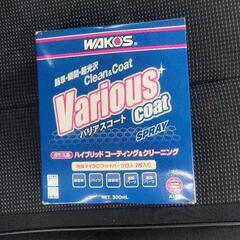 WAKO'S
簡単・瞬間・超光沢
Clean&Coat
Various
Coat
バリアスコート
SPRAY
ガラス系 ハイブリッド コーティング&クリーニング
専用マイクロファイバークロス2枚入り
NET. 300mL